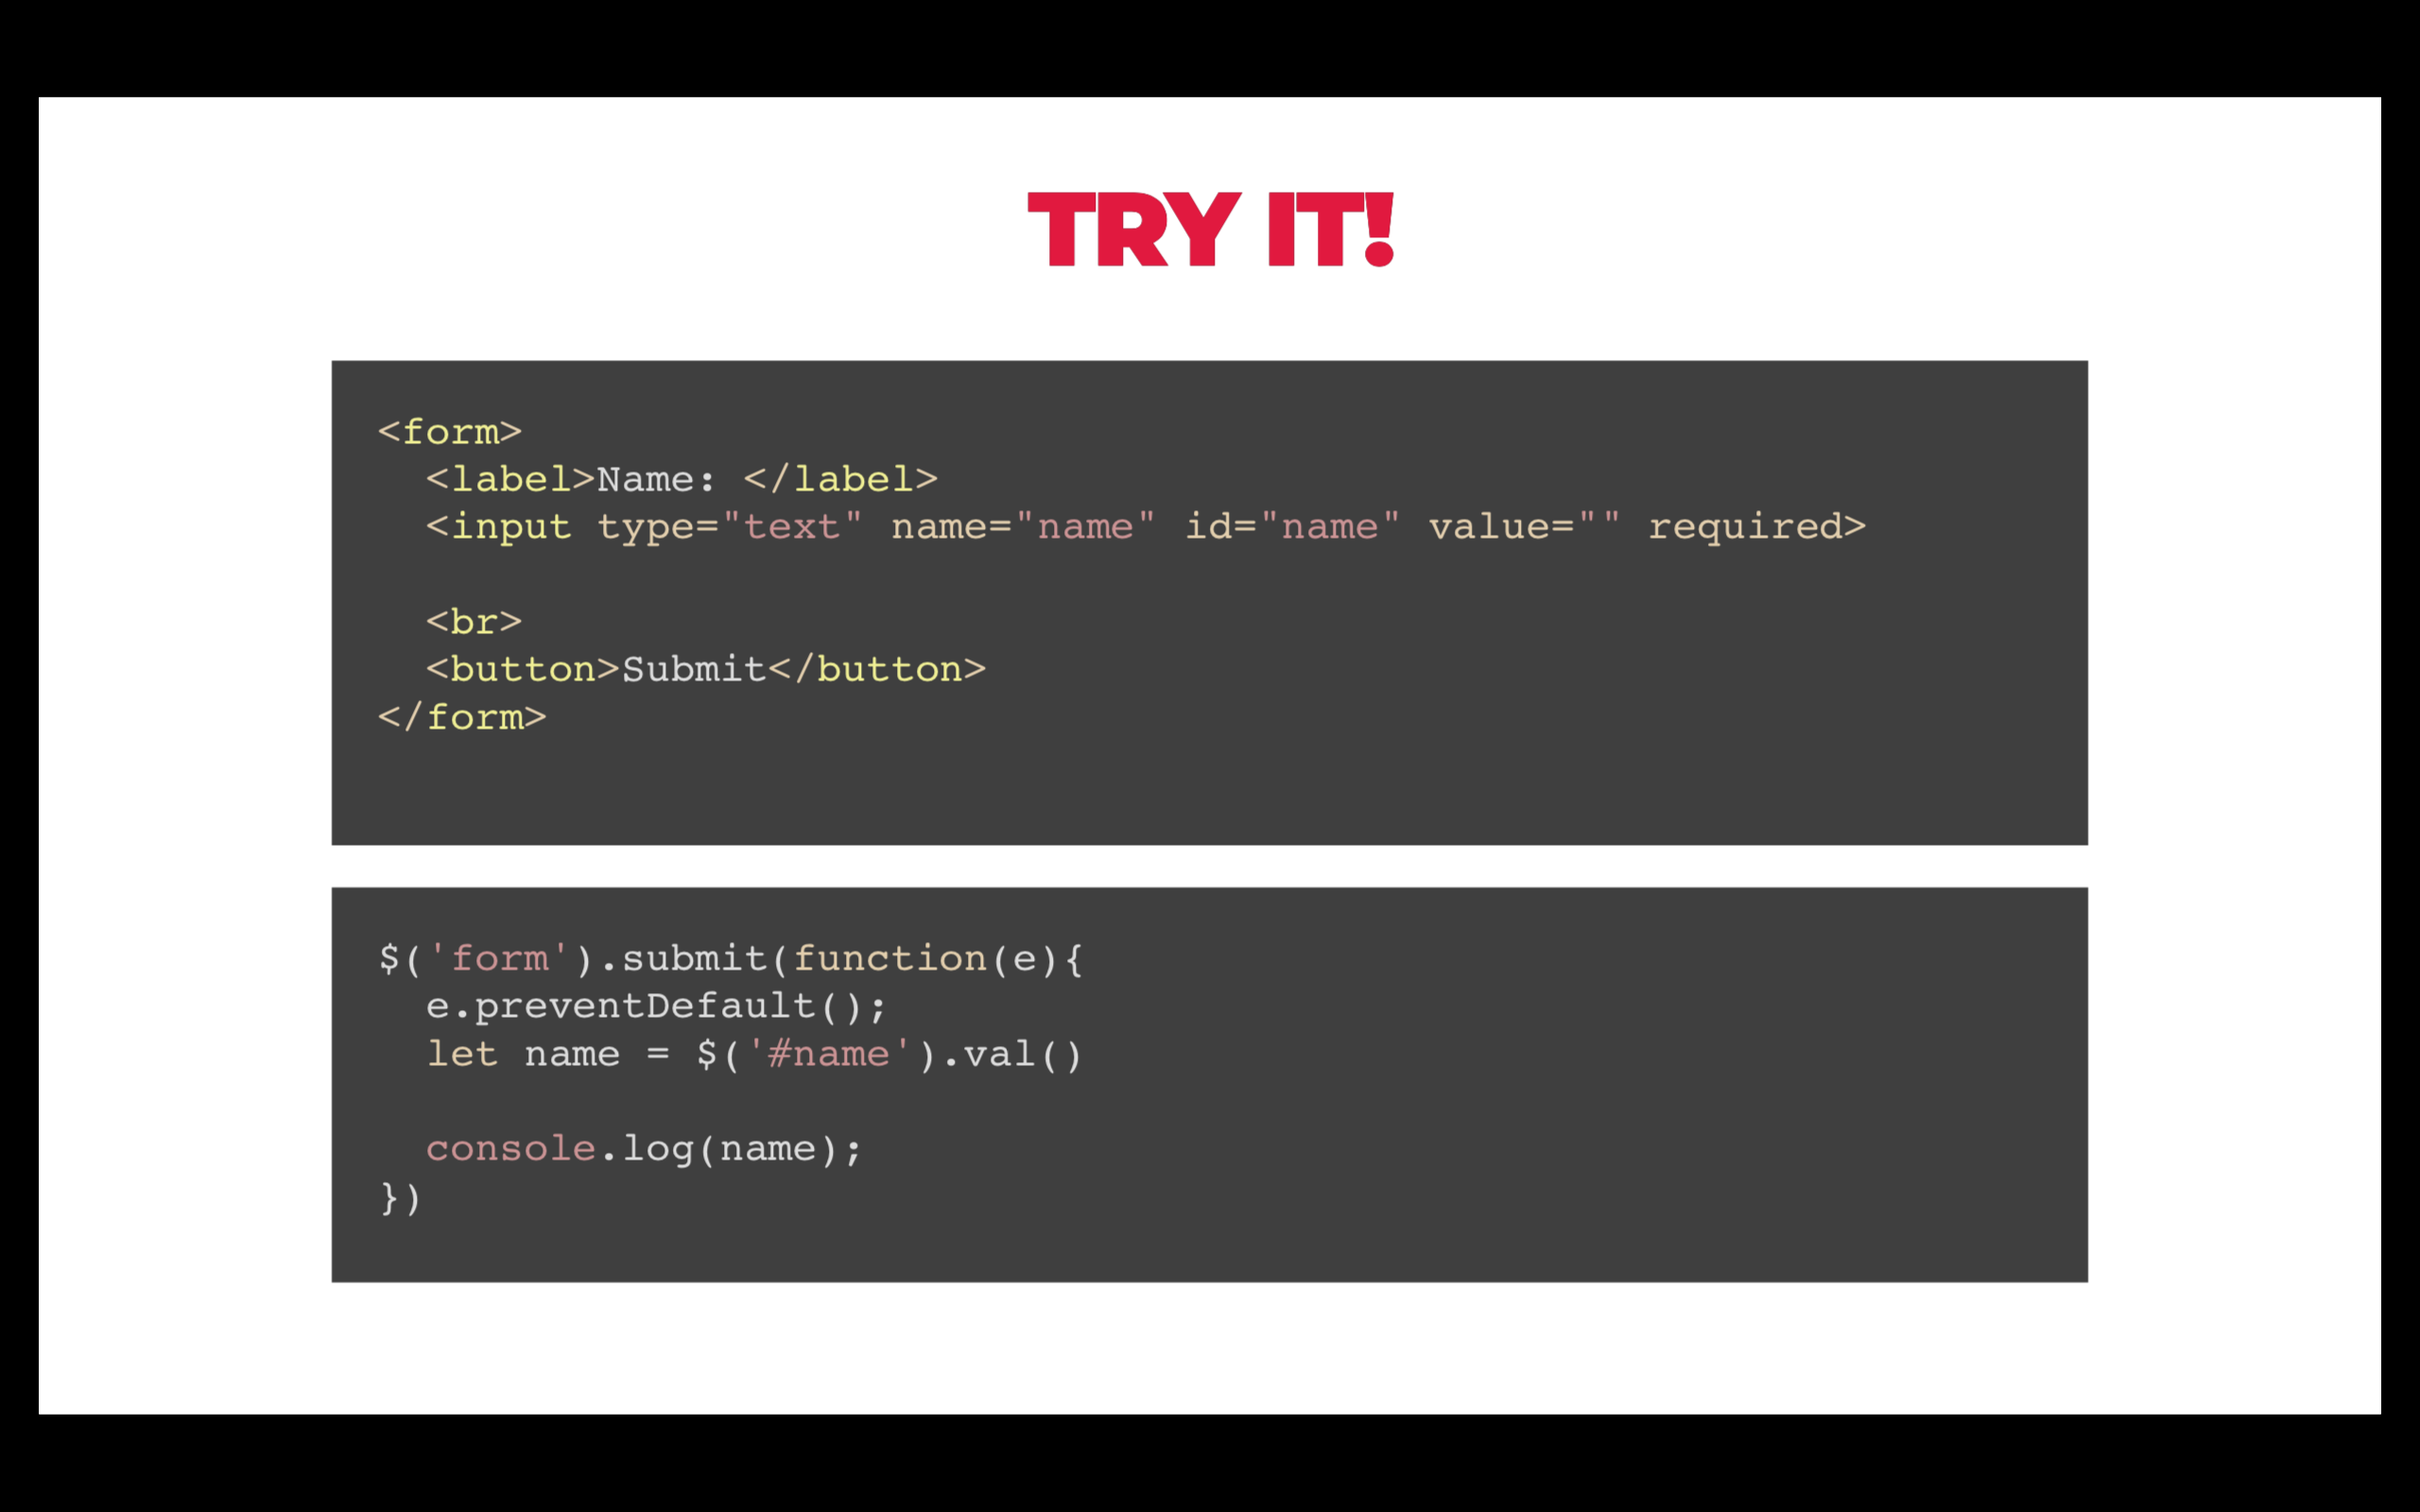 TRY IT!
<form>
<label>Name: </label>
<input type="text" name="name" id="name" value="" required>
<br>
<button>Submit</button>
</form>
$('form').submit(function(e){
e.preventDefault();
let name = $('#name').val()
console.log(name);
})